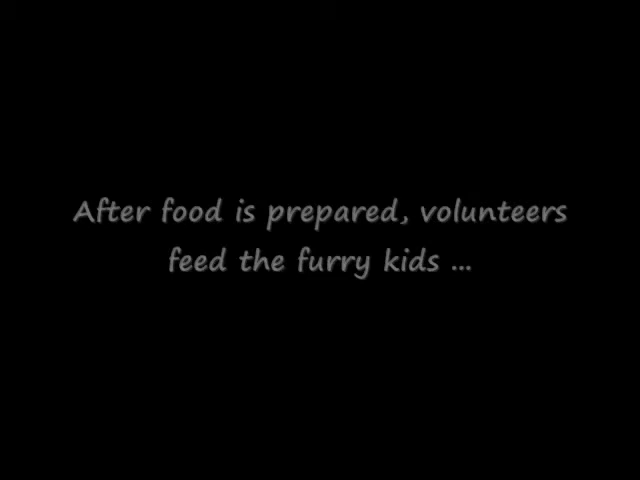 After food is prepared, volunteers
feed the furry kids ...